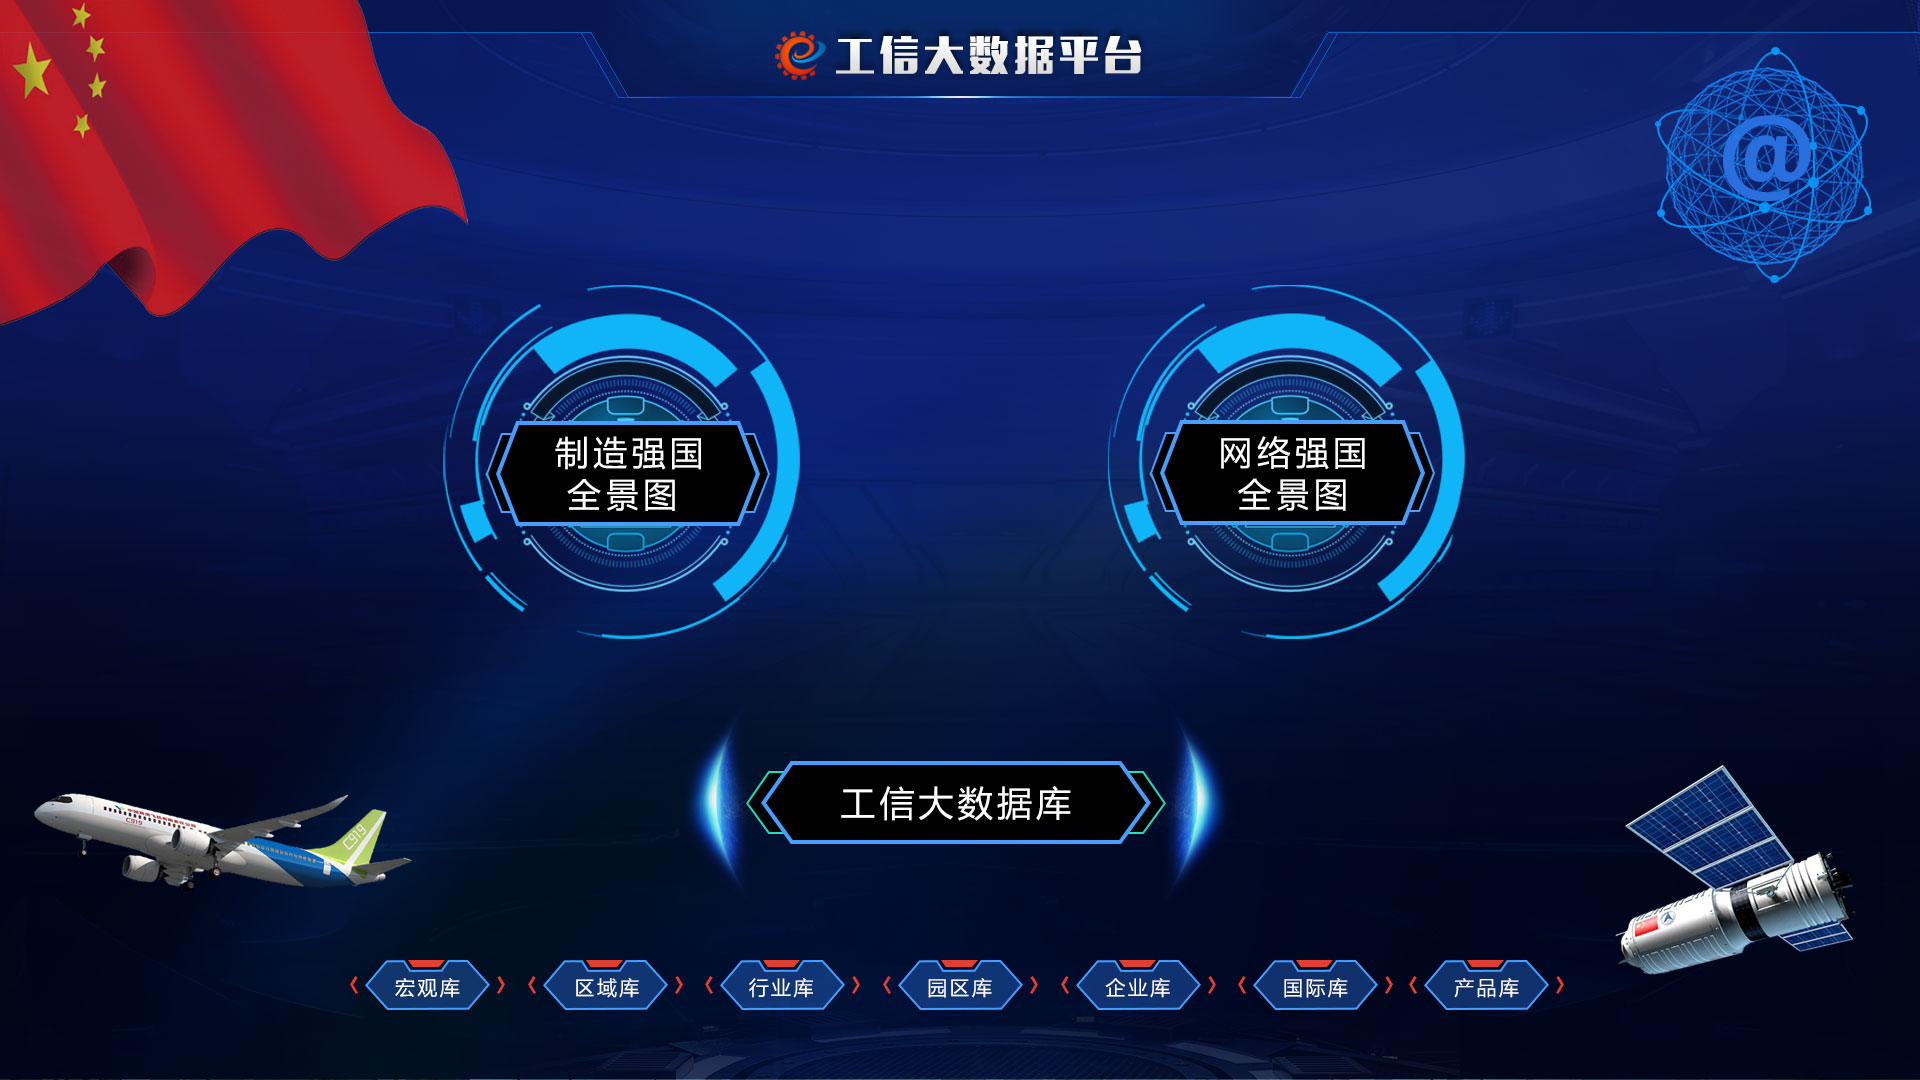 工信大数据平台
@
制造强国
全景图
网络强国
全景图
工信大数据库
C919
C919
宏观库
区域库
行业库
园区库
企业库
国际库
产品库